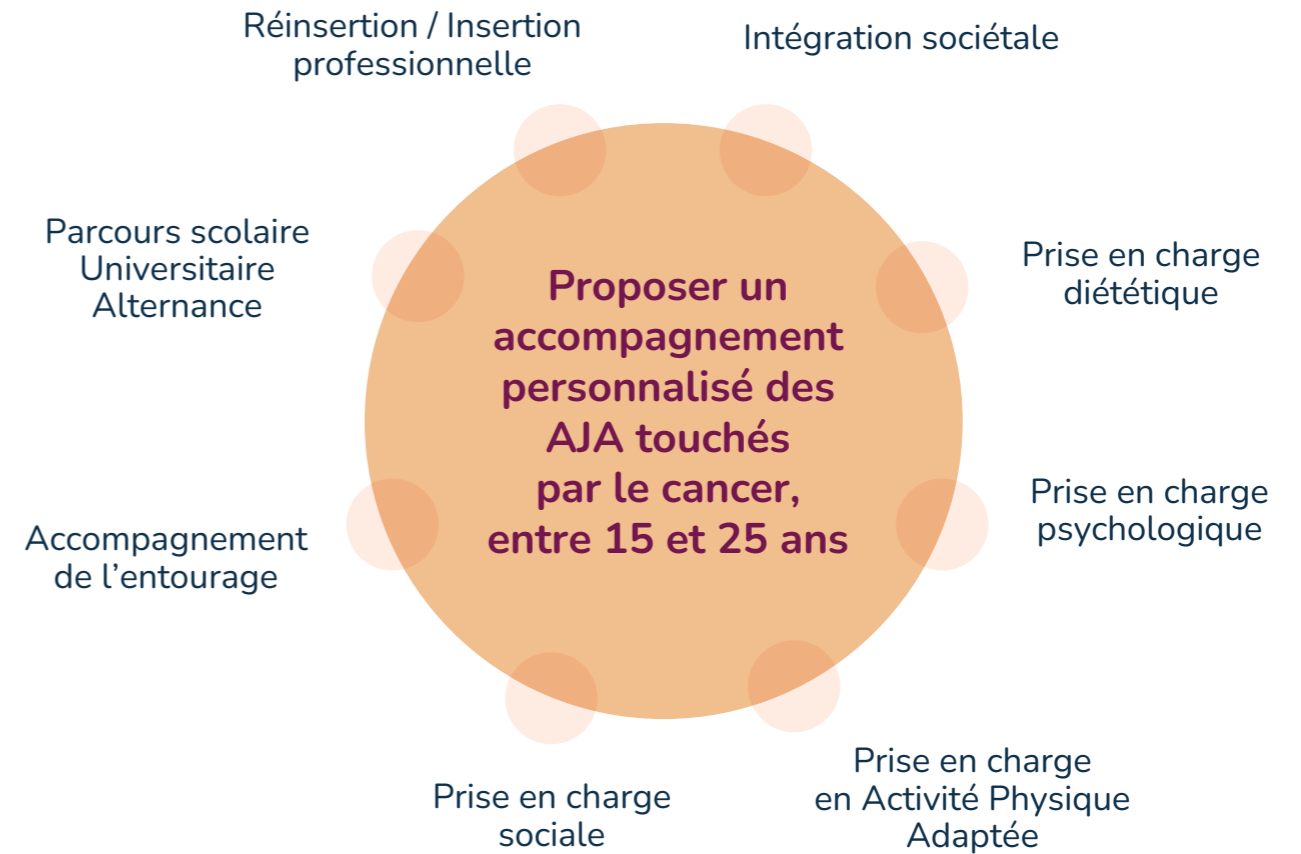 Réinsertion / Insertion
professionnelle
Intégration sociétale
Parcours scolaire
Universitaire
Alternance
Prise en charge
diététique
Proposer un
accompagnement
personnalisé des
AJA touchés
par le cancer,
entre 15 et 25 ans
Accompagnement
de l’entourage
Prise en charge
psychologique
Prise en charge
sociale
Prise en charge
en Activité Physique
Adaptée